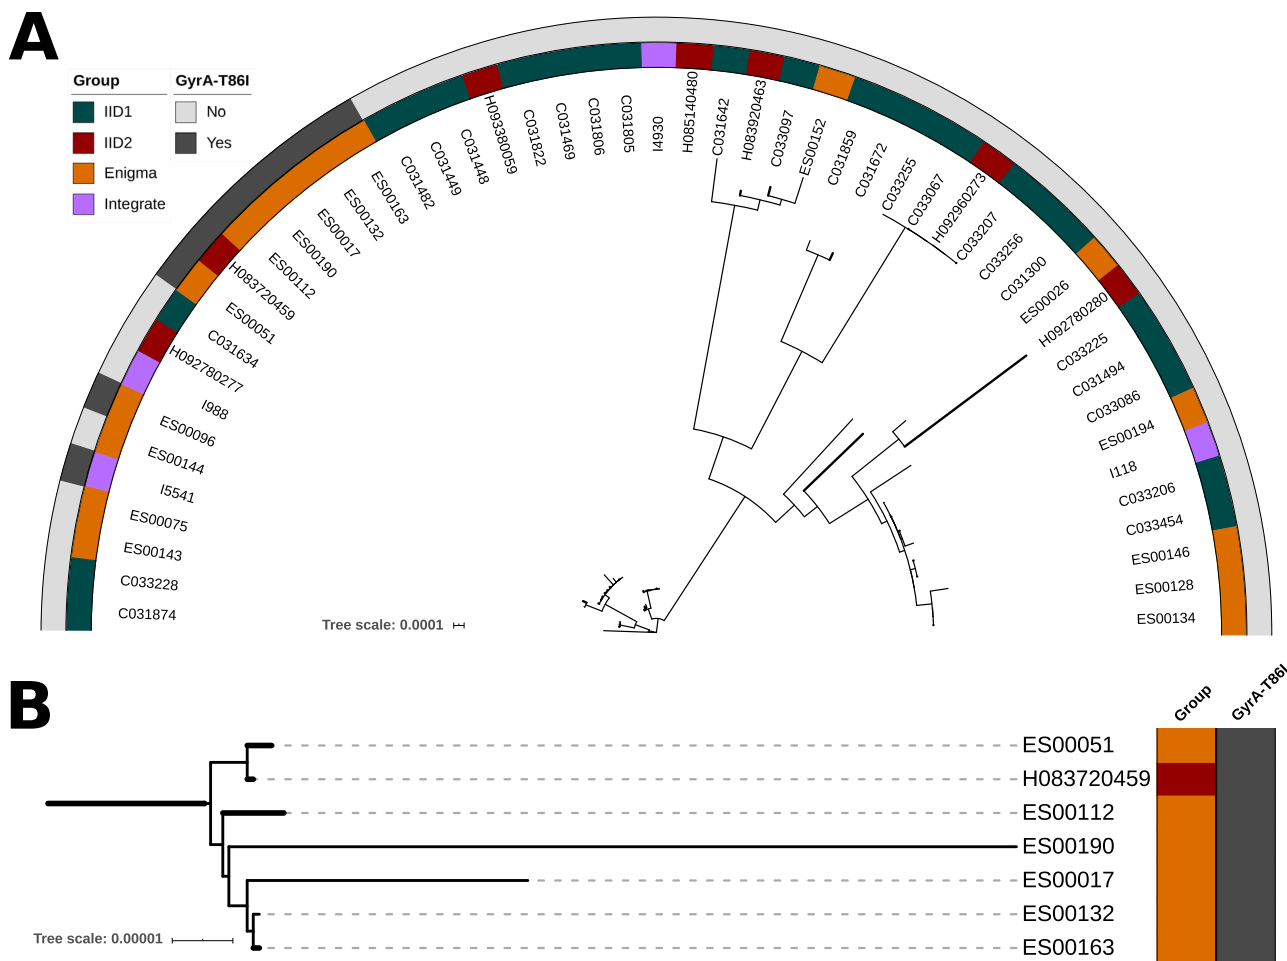 A
Group
GyrA-T86I
IID1
No
IID2
Yes
Enigma
Integrate
C031874
C033228
ES00143
ES00075
I5541
ES00144
ES00096
I988
H092780277
C031634
ES00051
H083720459
ES00112
ES00190
ES00017
ES00132
ES00163
C031482
C031449
C031448
H093380059
C031822
C031469
C031806
C031805
I4930
H085140480
C031642
H083920463
C033097
ES00152
C031859
C031672
C033255
C033067
H092960273
C033207
C033256
C031300
ES00026
H092780280
C033225
C031494
C033086
ES00194
I118
C033206
C033454
ES00146
ES00128
ES00134
Tree scale: 0.0001
B
Group
GyrA-T86I
ES00051
H083720459
ES00112
ES00190
ES00017
ES00132
ES00163
Tree scale: 0.00001